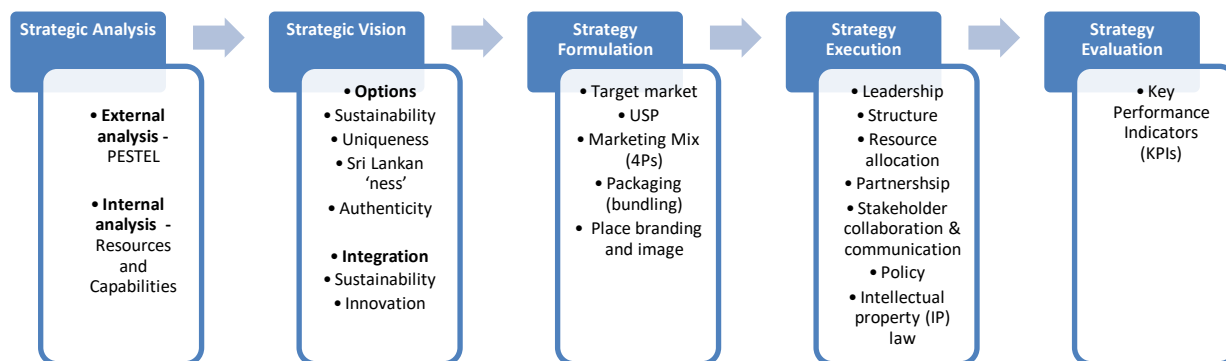 Strategic Analysis
• External
analysis -
PESTEL
• Internal
analysis -
Resources
and
Capabilities
Strategic Vision
• Options
• Sustainability
• Uniqueness
• Sri Lankan
‘ness’
• Authenticity
• Integration
• Sustainability
• Innovation
Strategy
Formulation
• Target market
• USP
• Marketing Mix
(4Ps)
• Packaging
(bundling)
• Place branding
and image
Strategy
Execution
• Leadership
• Structure
• Resource
allocation
• Partnershsip
• Stakeholder
collaboration &
communication
• Policy
• Intellectual
property (IP)
law
Strategy
Evaluation
• Key
Performance
Indicators
(KPIs)